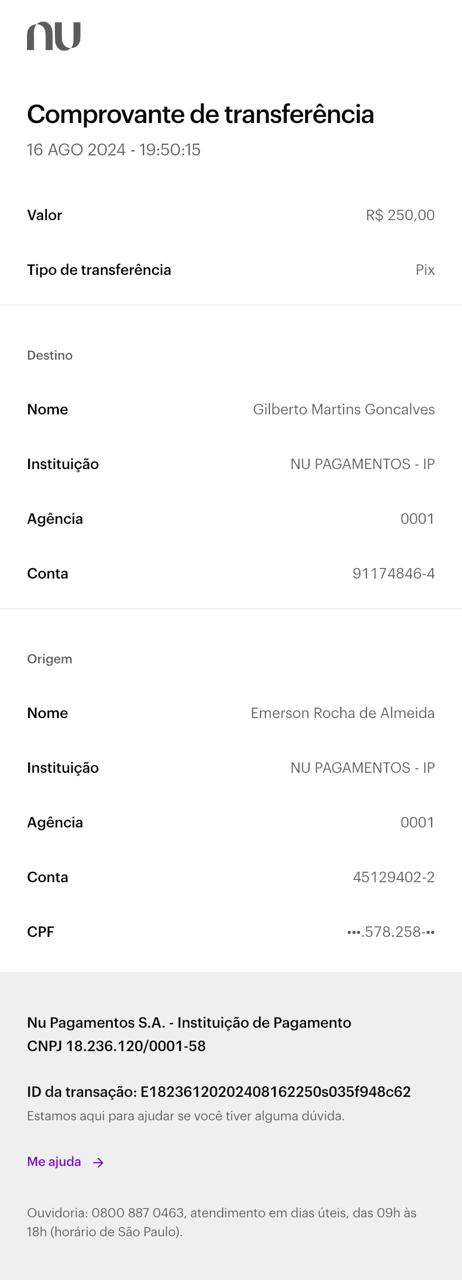 nu
Comprovante de transferência
16 AGO 2024 - 19:50:15
Valor R$ 250,00
Tipo de transferência Pix
Destino
Nome Gilberto Martins Goncalves
Instituição NU PAGAMENTOS - IP
Agência 0001
Conta 91174846-4
Origem
Nome Emerson Rocha de Almeida
Instituição NU PAGAMENTOS - IP
Agência 0001
Conta 45129402-2
CPF •••.578.258-••
Nu Pagamentos S.A. - Instituição de Pagamento
CNPJ 18.236.120/0001-58
ID da transação: E18236120202408162250s035f948c62
Estamos aqui para ajudar se você tiver alguma dúvida.
Me ajuda →
Ouvidoria: 0800 887 0463, atendimento em dias úteis, das 09h às
18h (horário de São Paulo).